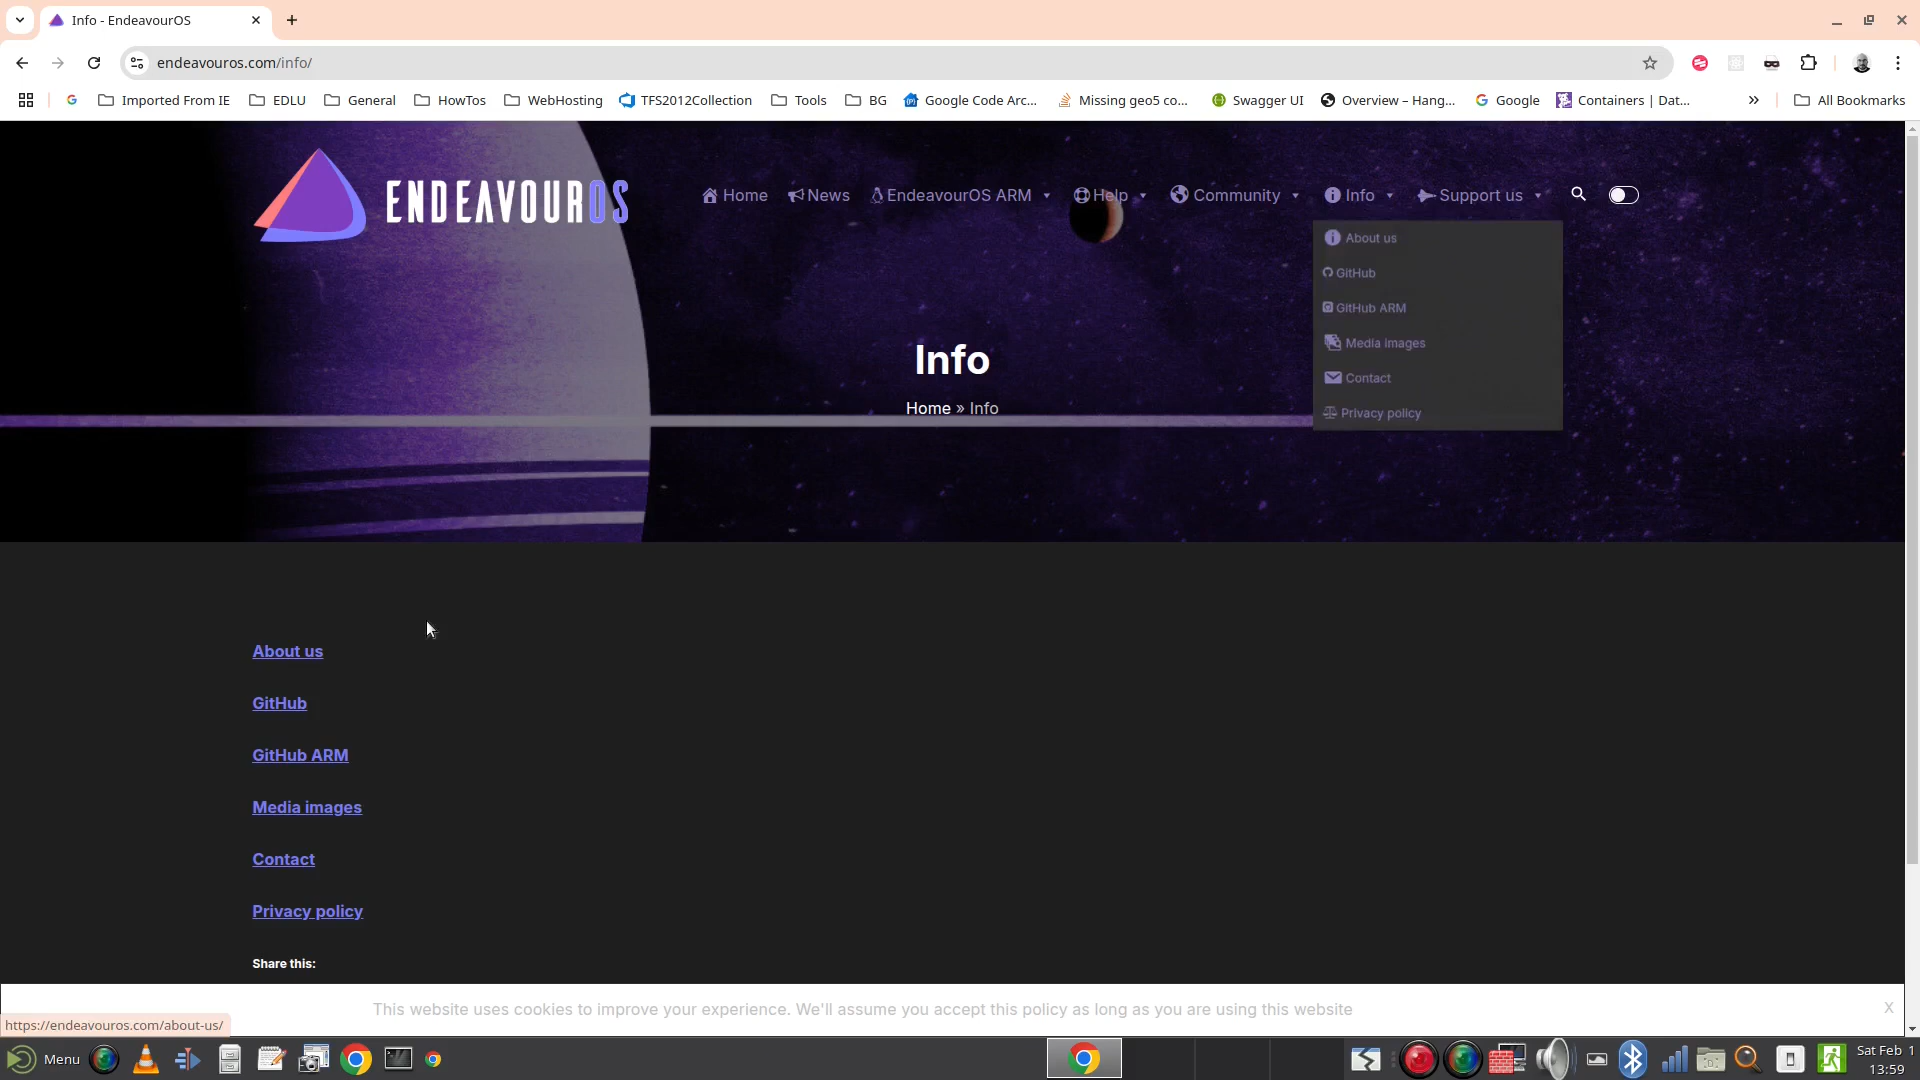 Info - EndeavourOS
endeavouros.com/info/
Imported From IE
EDLU
General
HowTos
WebHosting
TFS2012Collection
Tools
BG
Google Code Arc...
Missing geo5 co...
Swagger UI
Overview – Hang...
Google
Containers | Dat...
All Bookmarks
ENDEAVOUROS
Home
News
EndeavourOS ARM
Help
Community
Info
Support us
About us
GitHub
GitHub ARM
Media Images
Contact
Privacy policy
Info
Home » Info
About us
GitHub
GitHub ARM
Media images
Contact
Privacy policy
Share this:
This website uses cookies to improve your experience. We'll assume you accept this policy as long as you are using this website
X
https://endeavouros.com/about-us/
Menu
Sat Feb 1
13:59